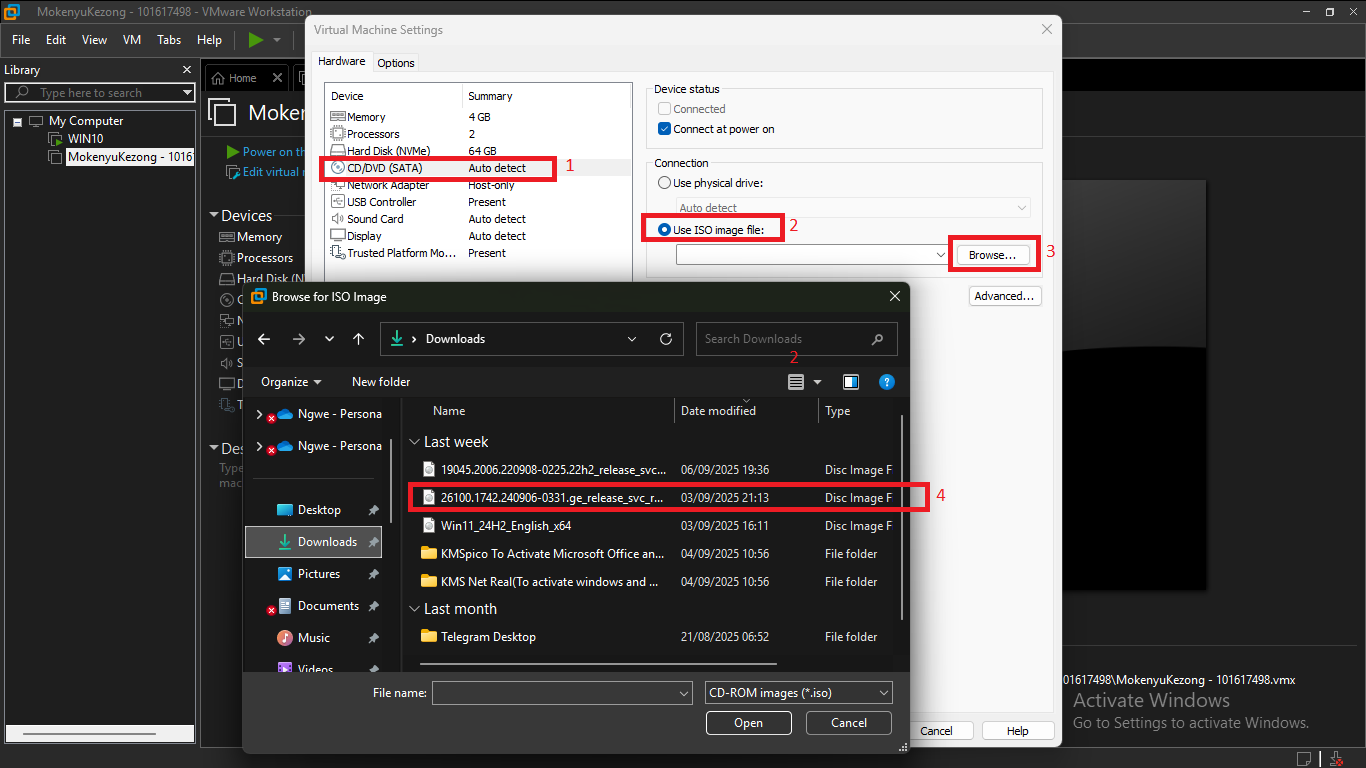 MokenyuKezong - 101617498 - VMware Workstation
File Edit View VM Tabs Help
Library
Type here to search
My Computer
WIN10
MokenyuKezong - 1016
Home
Moken
Power on th
Edit virtual
Devices
Memory
Processors
Hard Disk (N
C
N
U
S
D
T
Des
Type
mac
Virtual Machine Settings
Hardware Options
Device Summary
Memory 4 GB
Processors 2
Hard Disk (NVMe) 64 GB
CD/DVD (SATA) Auto detect 1
Network Adapter Host-only
USB Controller Present
Sound Card Auto detect
Display Auto detect
Trusted Platform Mo... Present
Device status
Connected
Connect at power on
Connection
Use physical drive:
Auto detect
Use ISO image file: 2
Browse... 3
Advanced...
Browse for ISO Image
Downloads
Search Downloads
2
Organize New folder
Ngwe - Persona
Ngwe - Persona
Desktop
Downloads
Pictures
Documents
Music
Videos
Name Date modified Type
Last week
19045.2006.220908-0225.22h2_release_svc... 06/09/2025 19:36 Disc Image F
26100.1742.240906-0331.ge_release_svc_r... 03/09/2025 21:13 Disc Image F 4
Win11_24H2_English_x64 03/09/2025 16:11 Disc Image F
KMSpico To Activate Microsoft Office an... 04/09/2025 10:56 File folder
KMS Net Real(To activate windows and ... 04/09/2025 10:56 File folder
Last month
Telegram Desktop 21/08/2025 06:52 File folder
File name: CD-ROM images (*.iso)
Open Cancel
Cancel Help
01617498\MokenyuKezong - 101617498.vmx
Activate Windows
Go to Settings to activate Windows.